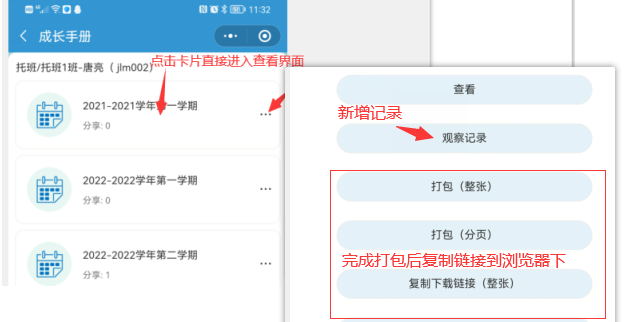 11:32
成长手册
托班/托班1班-唐亮（ jlm002）
点击卡片直接进入查看界面
2021-2021学年第一学期
分享: 0
2022-2022学年第一学期
分享: 0
2022-2022学年第二学期
分享: 1
查看
新增记录
观察记录
打包（整张）
打包（分页）
完成打包后复制链接到浏览器下
复制下载链接（整张）